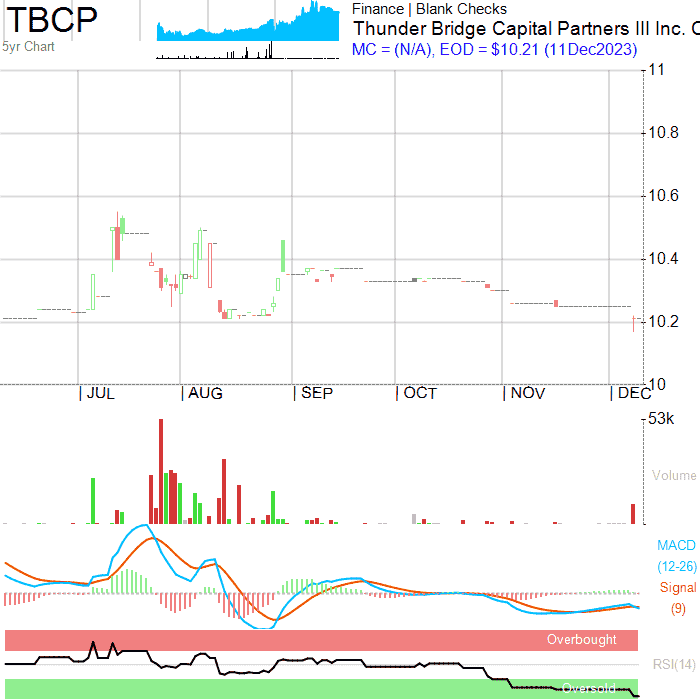 TBCP
5yr Chart
Finance | Blank Checks
Thunder Bridge Capital Partners III Inc. C
MC = (N/A), EOD = $10.21 (11Dec2023)
11
10.8
10.6
10.4
10.2
10
| JUL | AUG | SEP | OCT | NOV | DEC
53k
Volume
MACD
(12-26)
Signal
(9)
Overbought
RSI(14)
Oversold